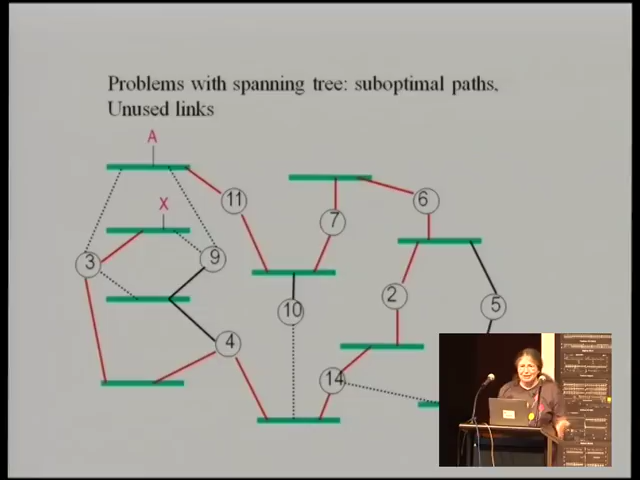 Problems with spanning tree: suboptimal paths,
Unused links
A
X
11
7
6
3
9
10
2
5
4
14